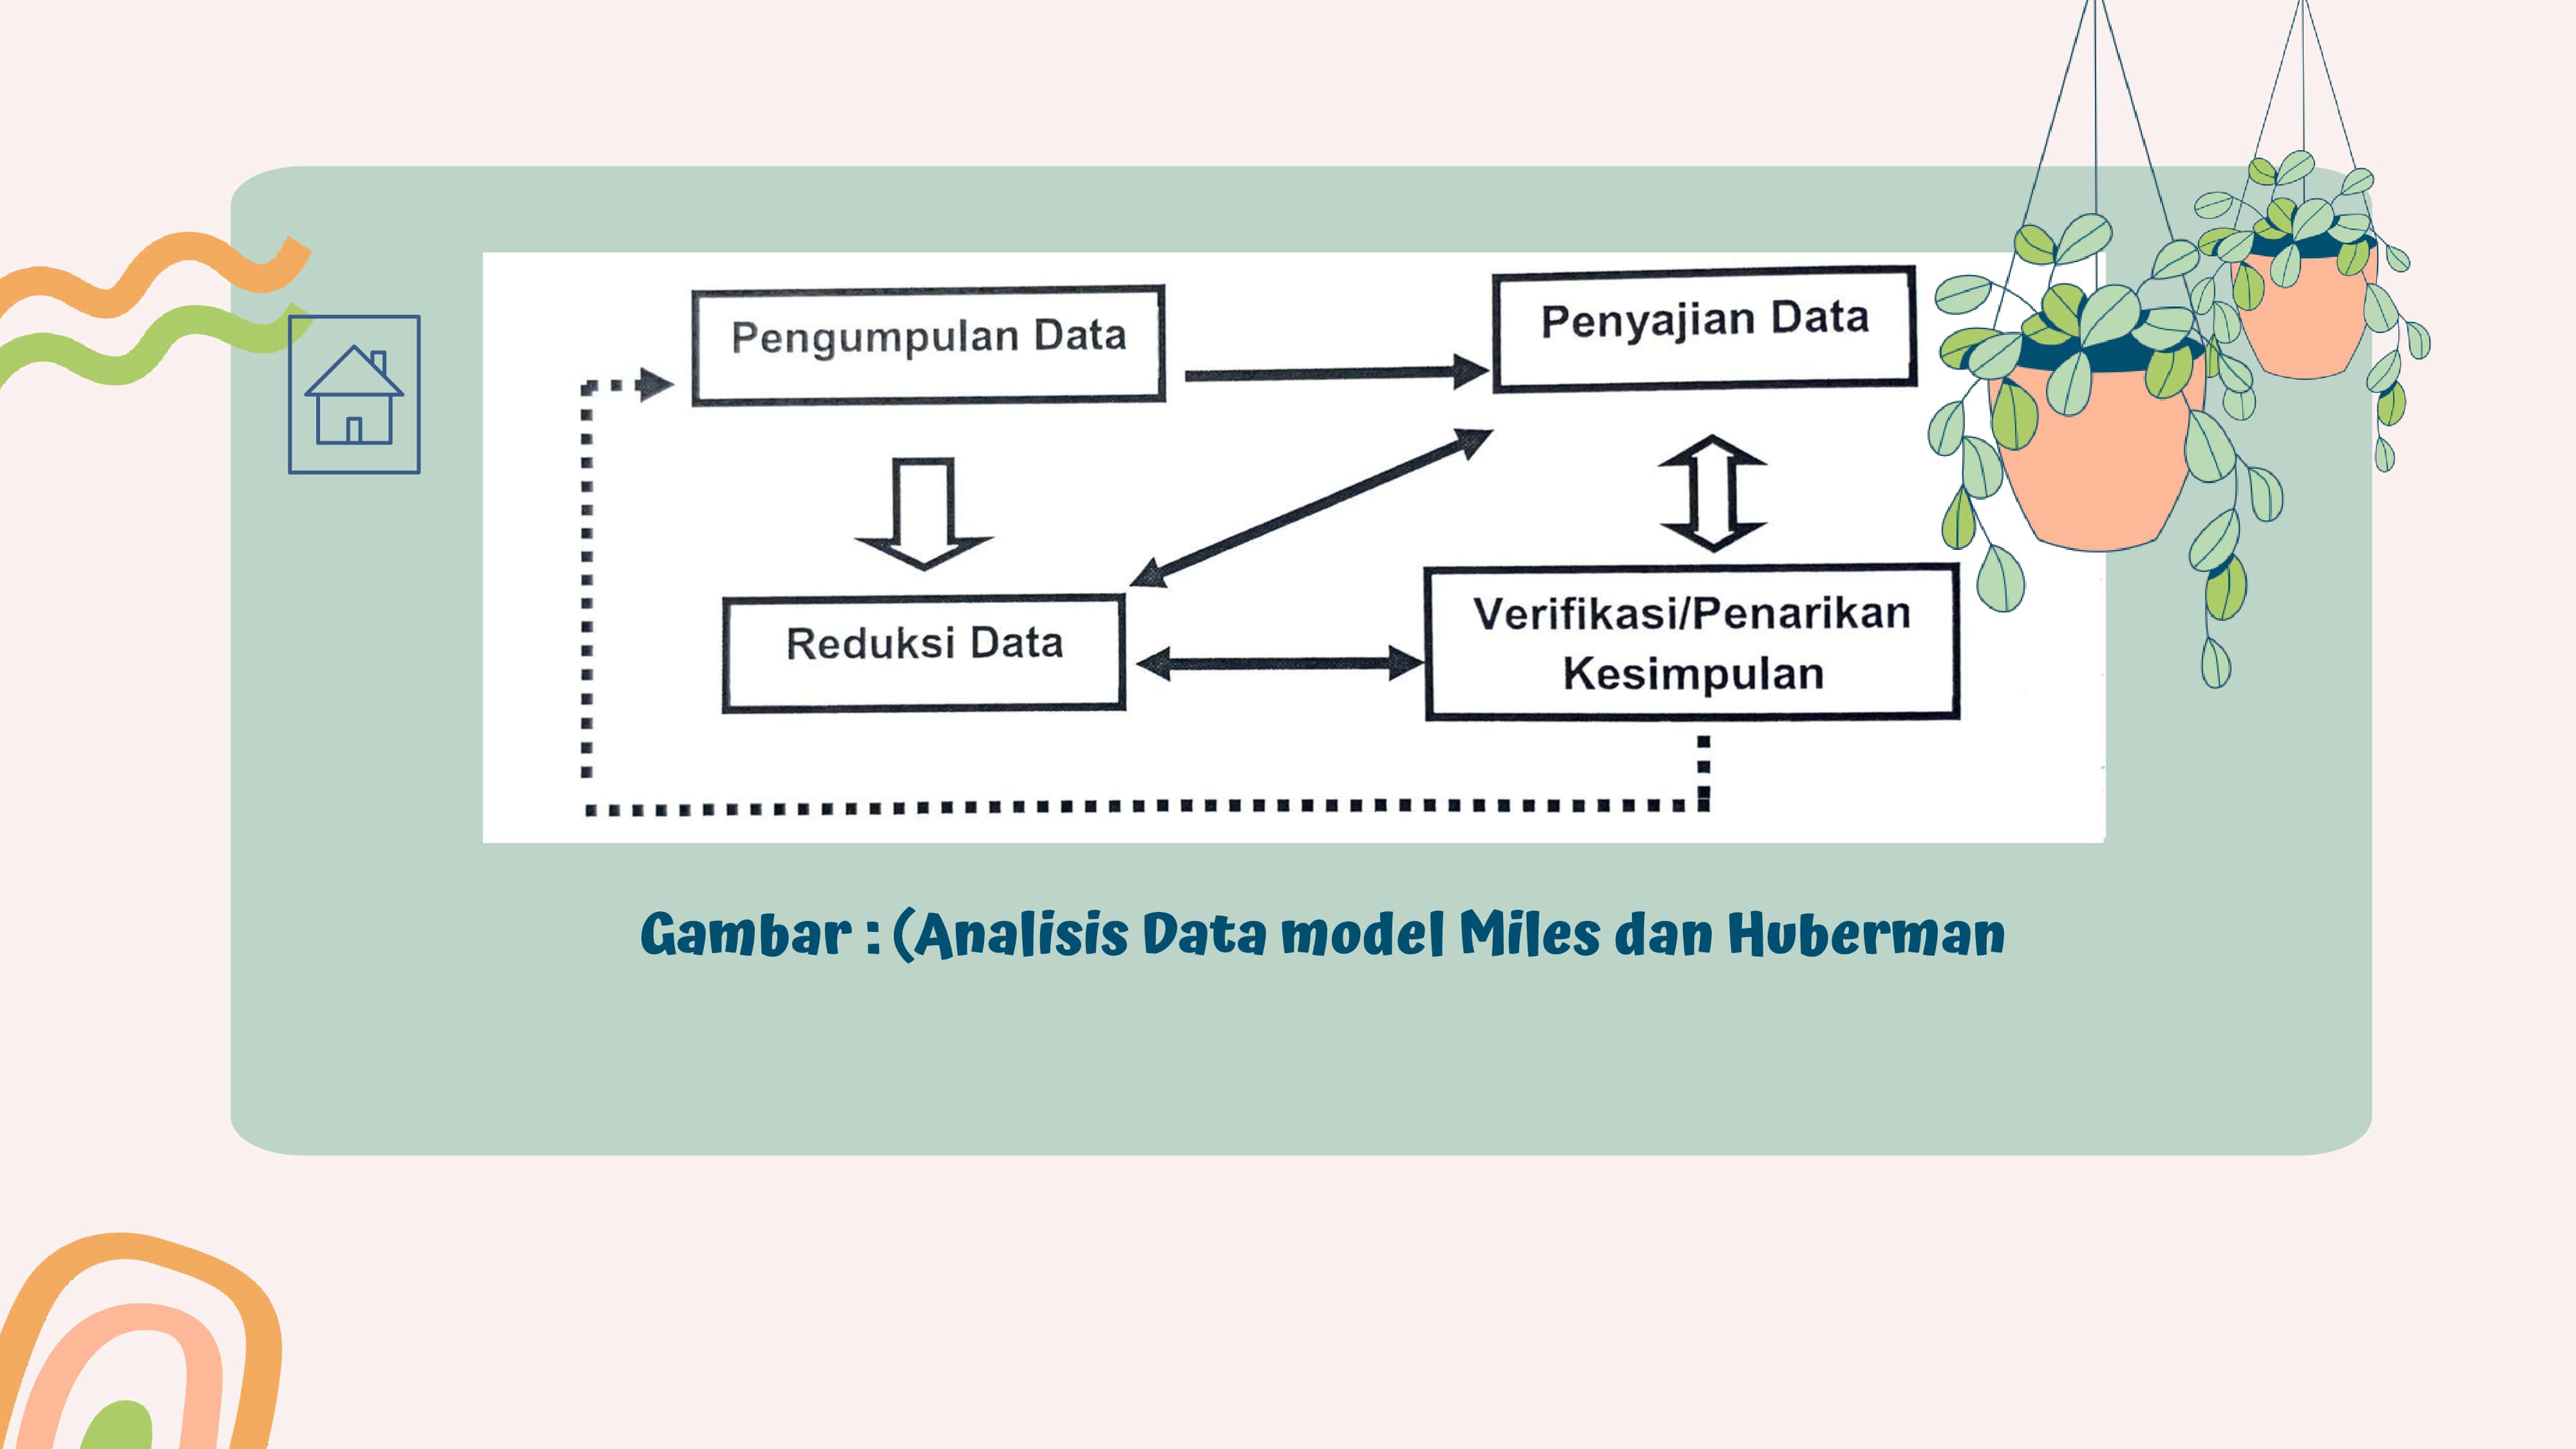 Pengumpulan Data
Penyajian Data
Reduksi Data
Verifikasi/Penarikan
Kesimpulan
Gambar : (Analisis Data model Miles dan Huberman